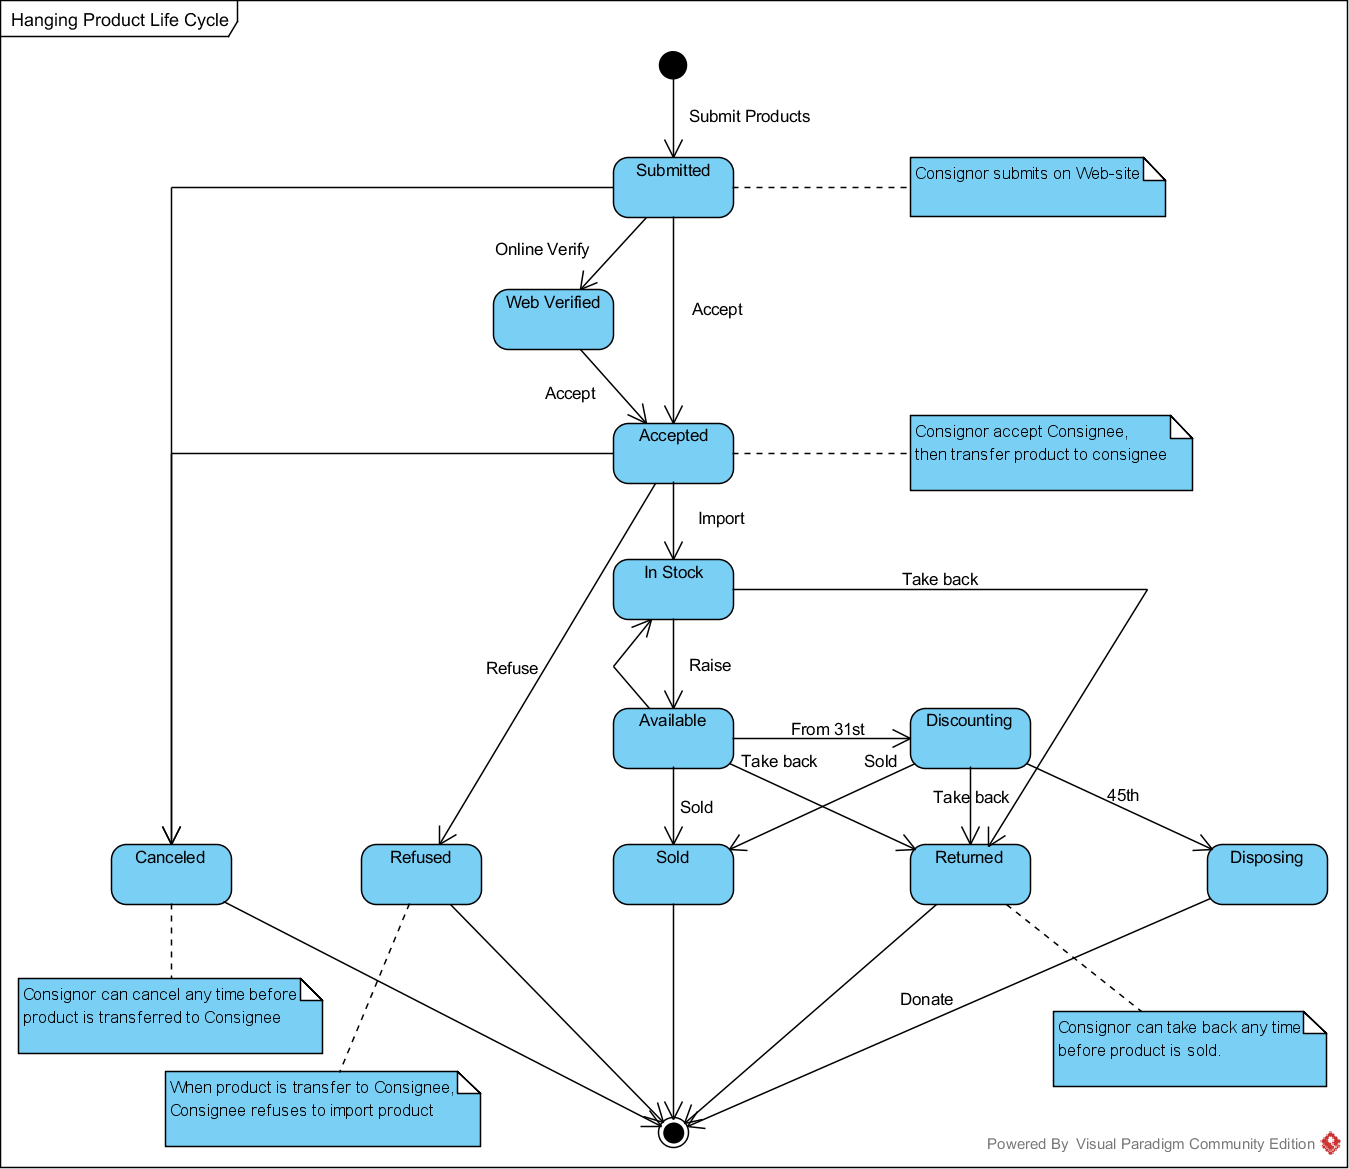 Hanging Product Life Cycle
Submit Products
Submitted
Consignor submits on Web-site
Online Verify
Web Verified
Accept
Accept
Accepted
Consignor accept Consignee,
then transfer product to consignee
Import
In Stock
Take back
Refuse
Raise
Available
From 31st
Discounting
Take back
Sold
Sold
Take back
45th
Canceled
Refused
Sold
Returned
Disposing
Consignor can cancel any time before
product is transferred to Consignee
Donate
Consignor can take back any time
before product is sold.
When product is transfer to Consignee,
Consignee refuses to import product
Powered By Visual Paradigm Community Edition